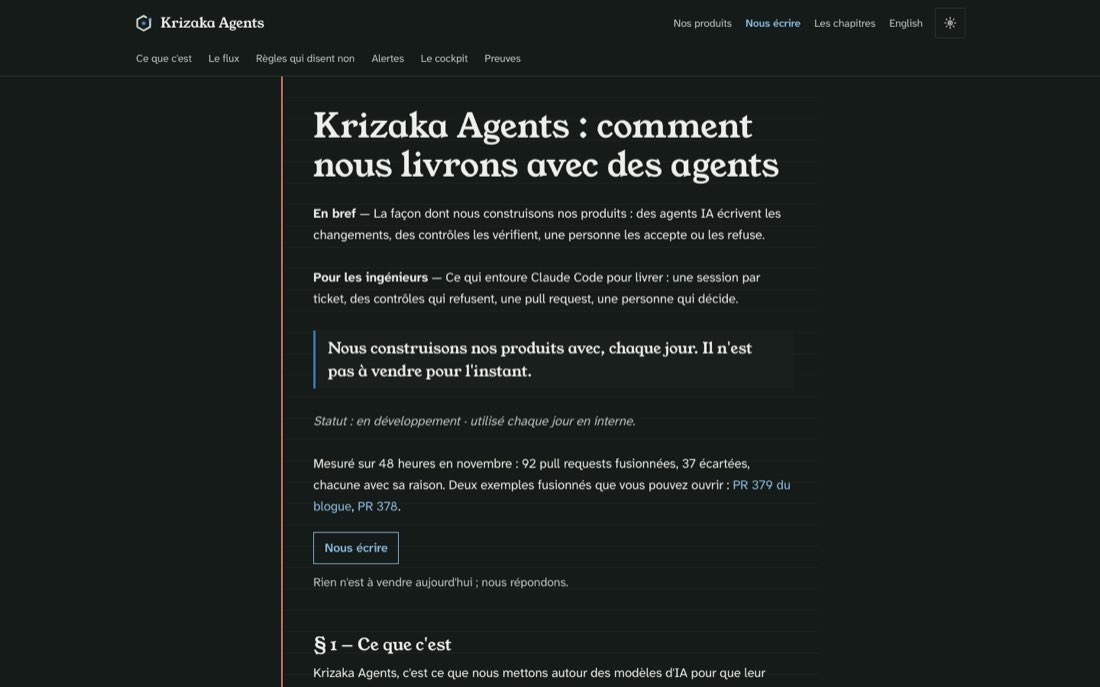 Krizaka Agents
Nos produits
Nous écrire
Les chapitres
English
Ce que c'est
Le flux
Règles qui disent non
Alertes
Le cockpit
Preuves
Krizaka Agents : comment
nous livrons avec des agents
En bref — La façon dont nous construisons nos produits : des agents IA écrivent les
changements, des contrôles les vérifient, une personne les accepte ou les refuse.
Pour les ingénieurs — Ce qui entoure Claude Code pour livrer : une session par
ticket, des contrôles qui refusent, une pull request, une personne qui décide.
Nous construisons nos produits avec, chaque jour. Il n'est
pas à vendre pour l'instant.
Statut : en développement · utilisé chaque jour en interne.
Mesuré sur 48 heures en novembre : 92 pull requests fusionnées, 37 écartées,
chacune avec sa raison. Deux exemples fusionnés que vous pouvez ouvrir : PR 379 du
blogue, PR 378.
Nous écrire
Rien n'est à vendre aujourd'hui ; nous répondons.
§ 1 — Ce que c'est
Krizaka Agents, c'est ce que nous mettons autour des modèles d'IA pour que leur